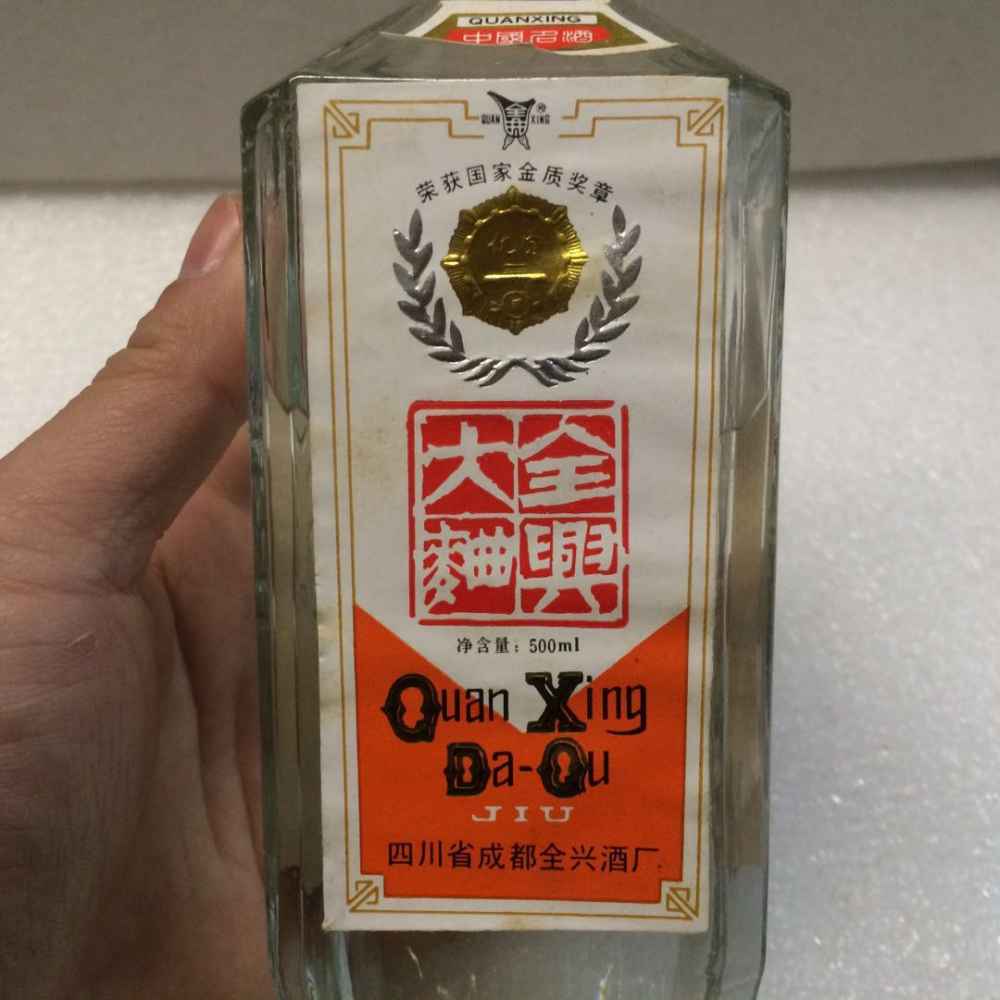 QUANXING
中國名酒
QUAN XING ®
荣获国家金质奖章
全興
大麯
净含量：500ml
Quan Xing
Da-Qu
JIU
四川省成都全兴酒厂